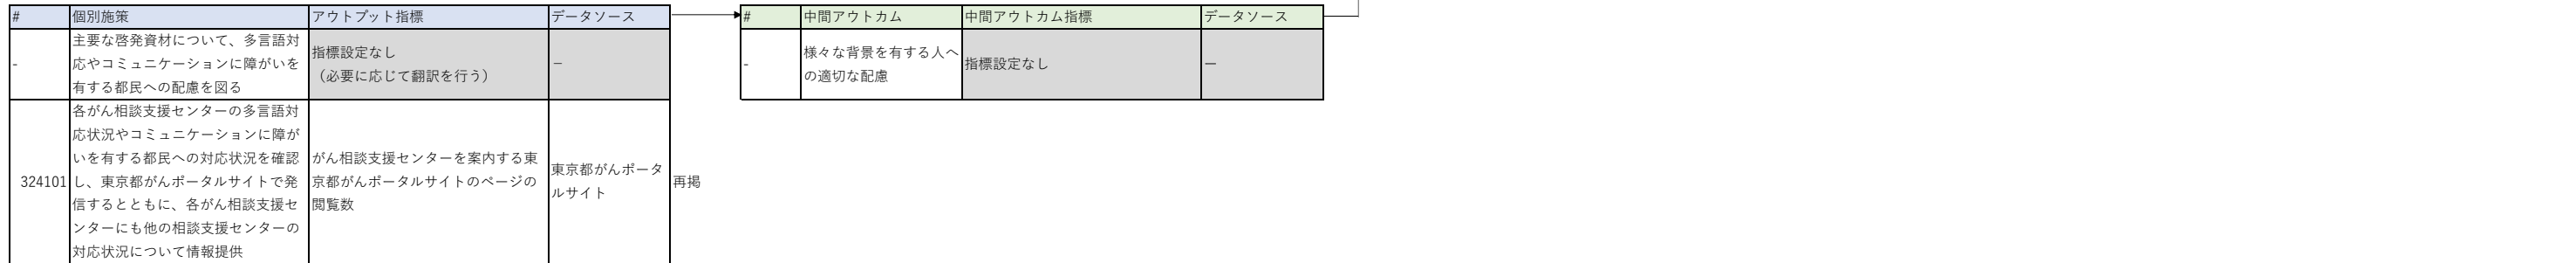 # 個別施策 アウトプット指標 データソース
- 主要な啓発資材について、多言語対
応やコミュニケーションに障がいを
有する都民への配慮を図る
指標設定なし
（必要に応じて翻訳を行う）
－
324101
各がん相談支援センターの多言語対
応状況やコミュニケーションに障が
いを有する都民への対応状況を確認
し、東京都がんポータルサイトで発
信するとともに、各がん相談支援セ
ンターにも他の相談支援センターの
対応状況について情報提供
がん相談支援センターを案内する東
京都がんポータルサイトのページの
閲覧数
東京都がんポータ
ルサイト
再掲
# 中間アウトカム 中間アウトカム指標 データソース
-
様々な背景を有する人へ
の適切な配慮
指標設定なし
ー